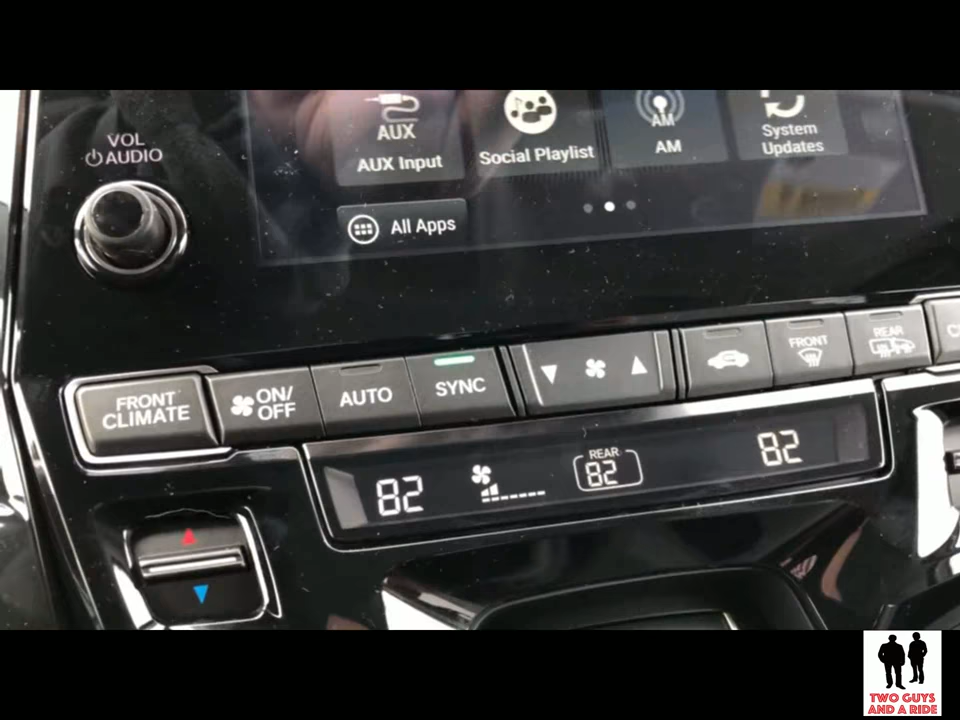 VOL
AUDIO
AUX
AUX Input
Social Playlist
AM
AM
System
Updates
All Apps
FRONT
CLIMATE
ON/
OFF
AUTO
SYNC
FRONT
REAR
82
REAR
82
82
TWO GUYS
AND A RIDE